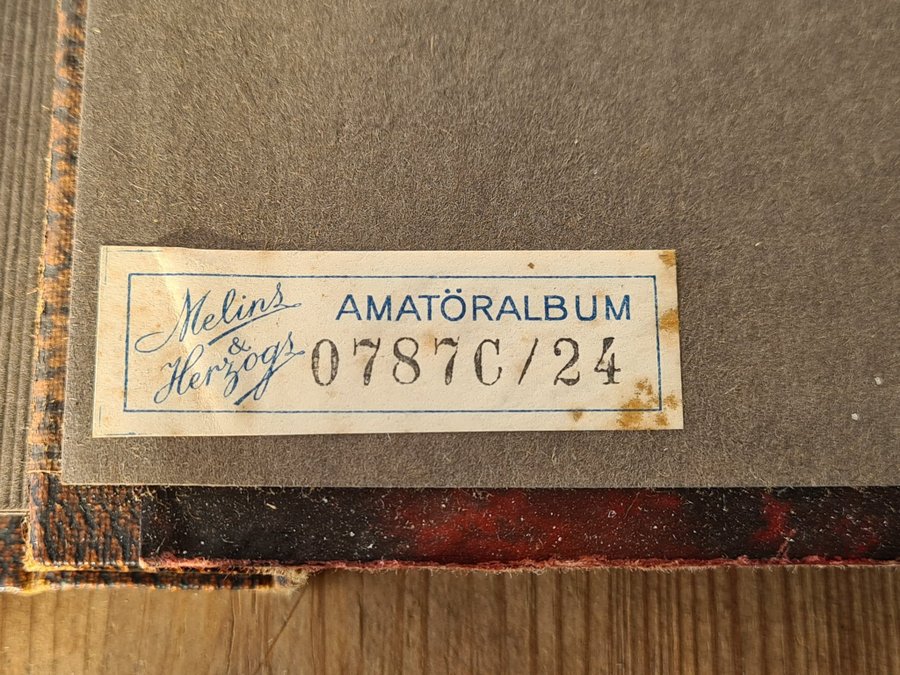 Melins
&
Herzogs
AMATÖRALBUM
0787C/24